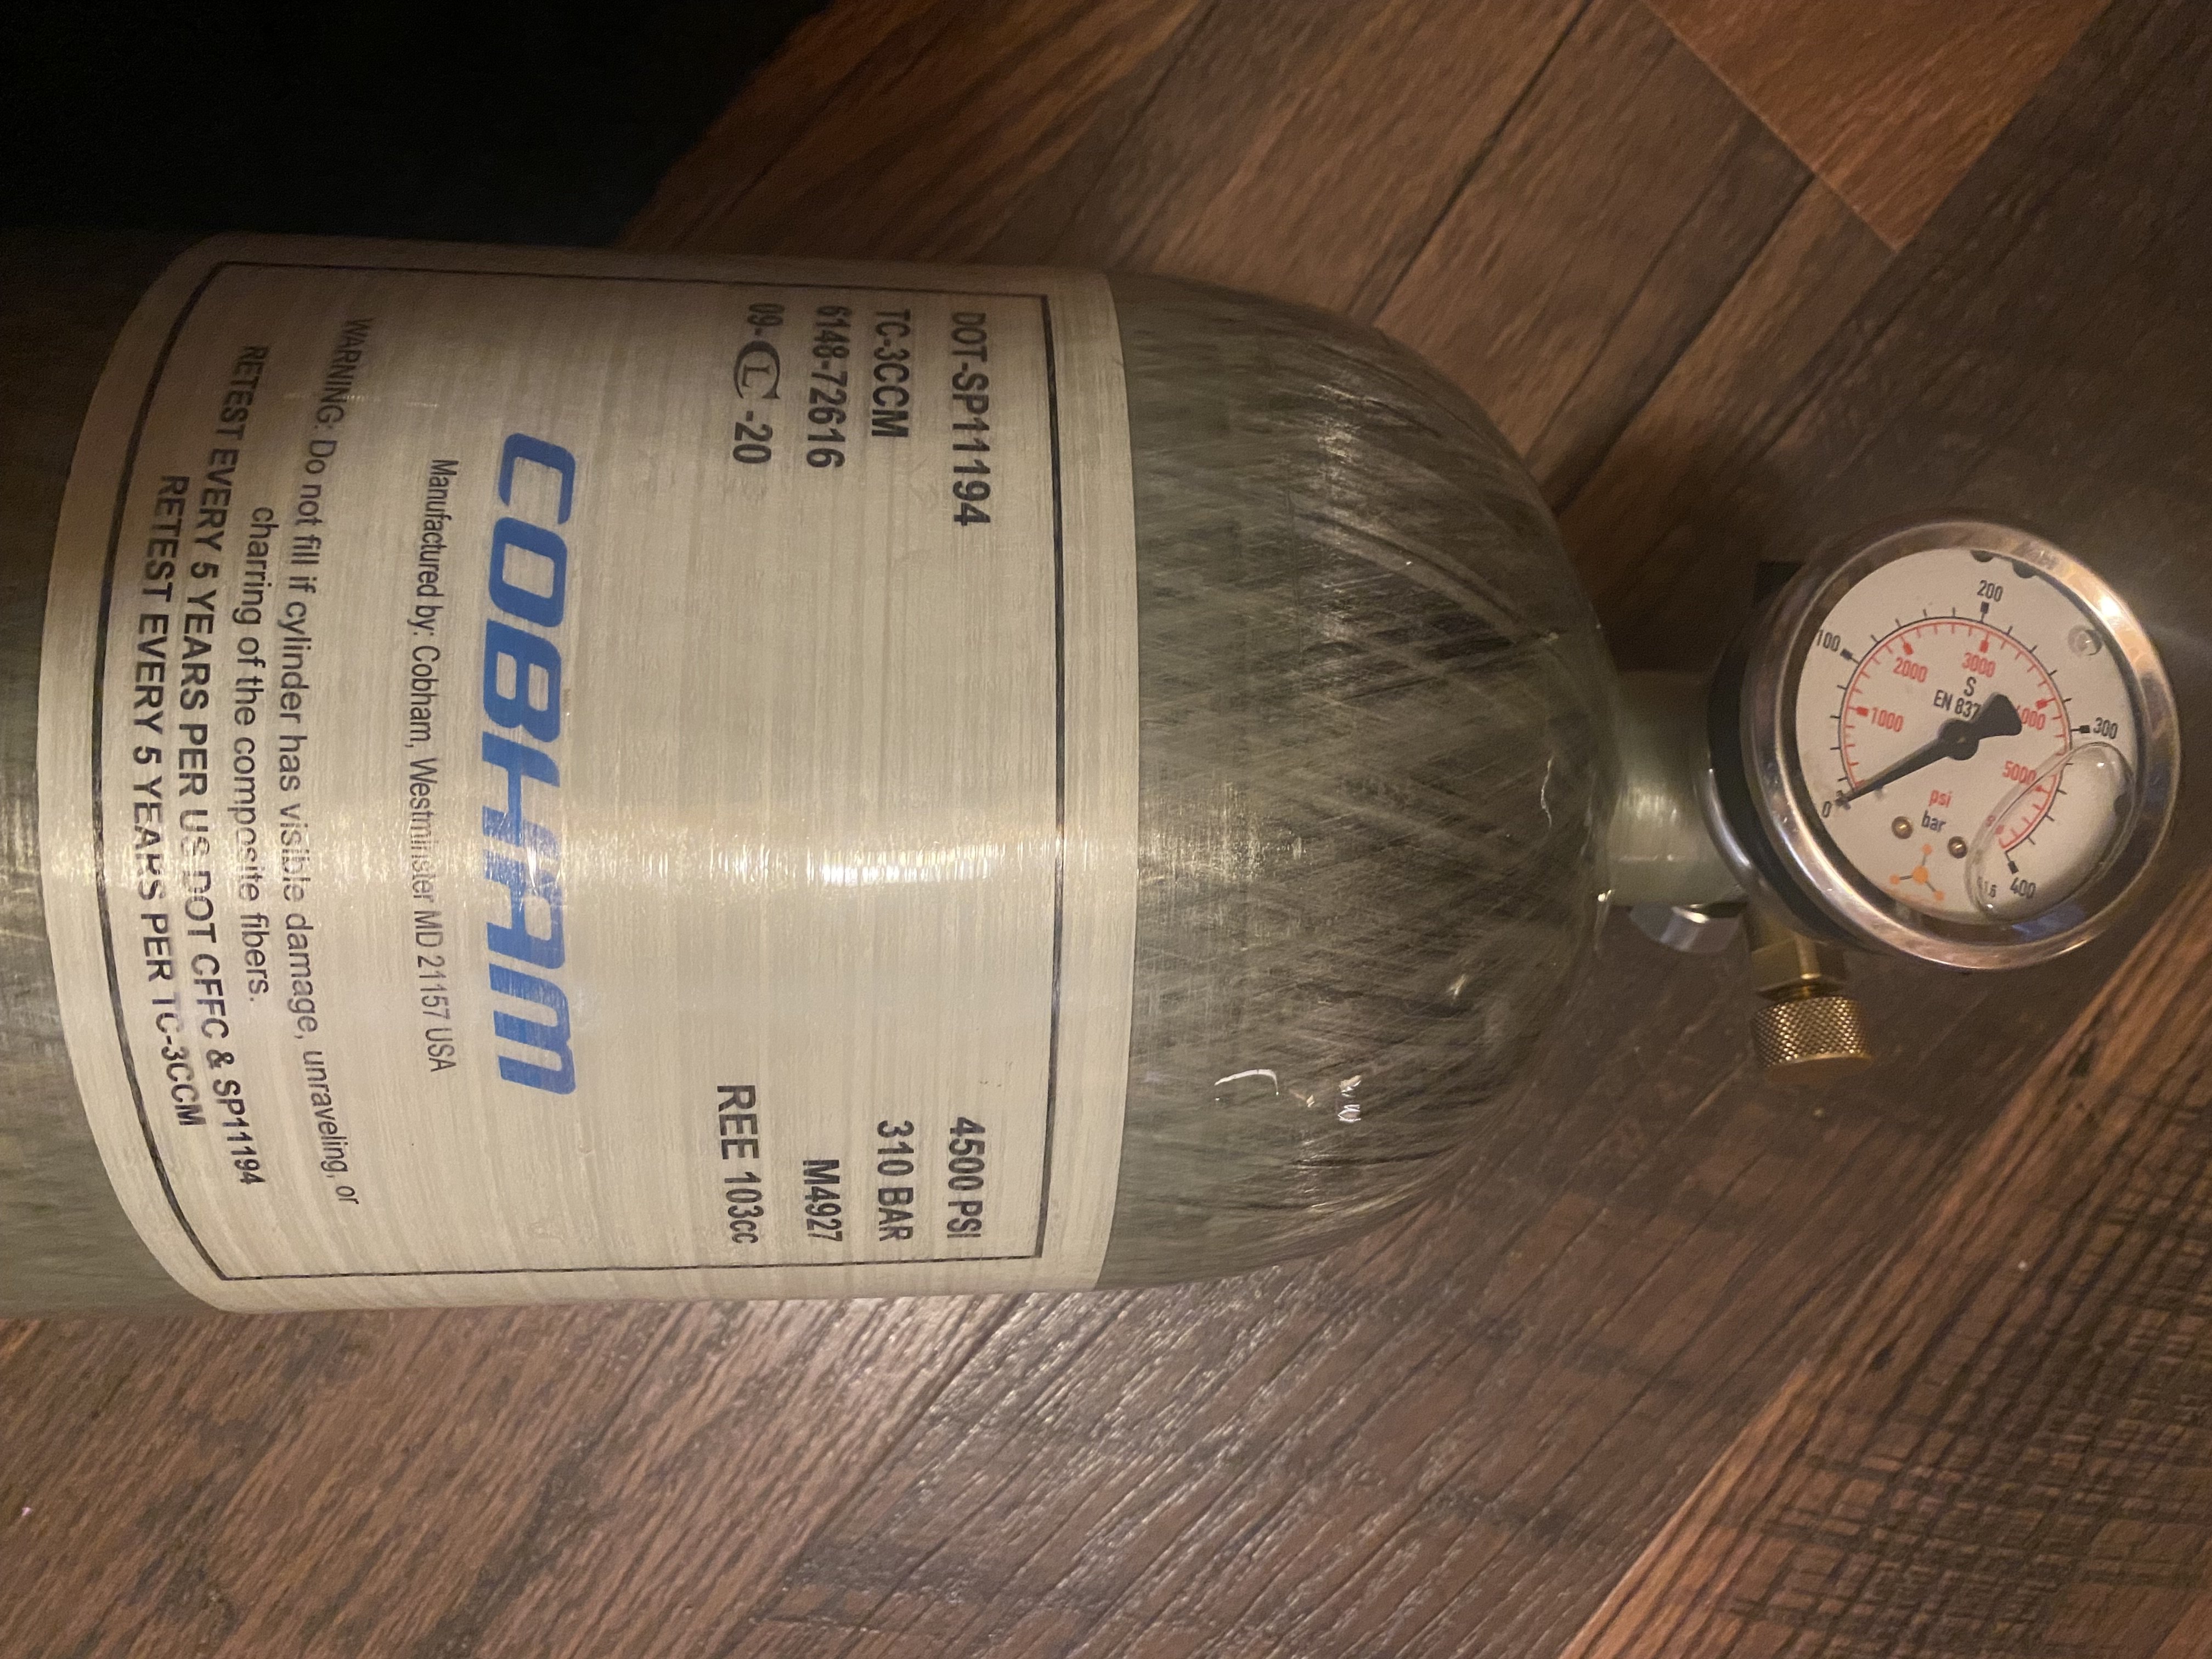 DOT-SP11194 4500 PSI
TC-3CCM 310 BAR
6148-72616 M4927
09-Ⓛ-20 REE 103cc
COBHAM
Manufactured by: Cobham, Westminster MD 21157 USA
WARNING: Do not fill if cylinder has visible damage, unraveling, or
charring of the composite fibers.
RETEST EVERY 5 YEARS PER US DOT CFFC & SP11194
RETEST EVERY 5 YEARS PER TC-3CCM
0
100
200
300
400
1000
2000
3000
5000
S
EN 837
psi
bar